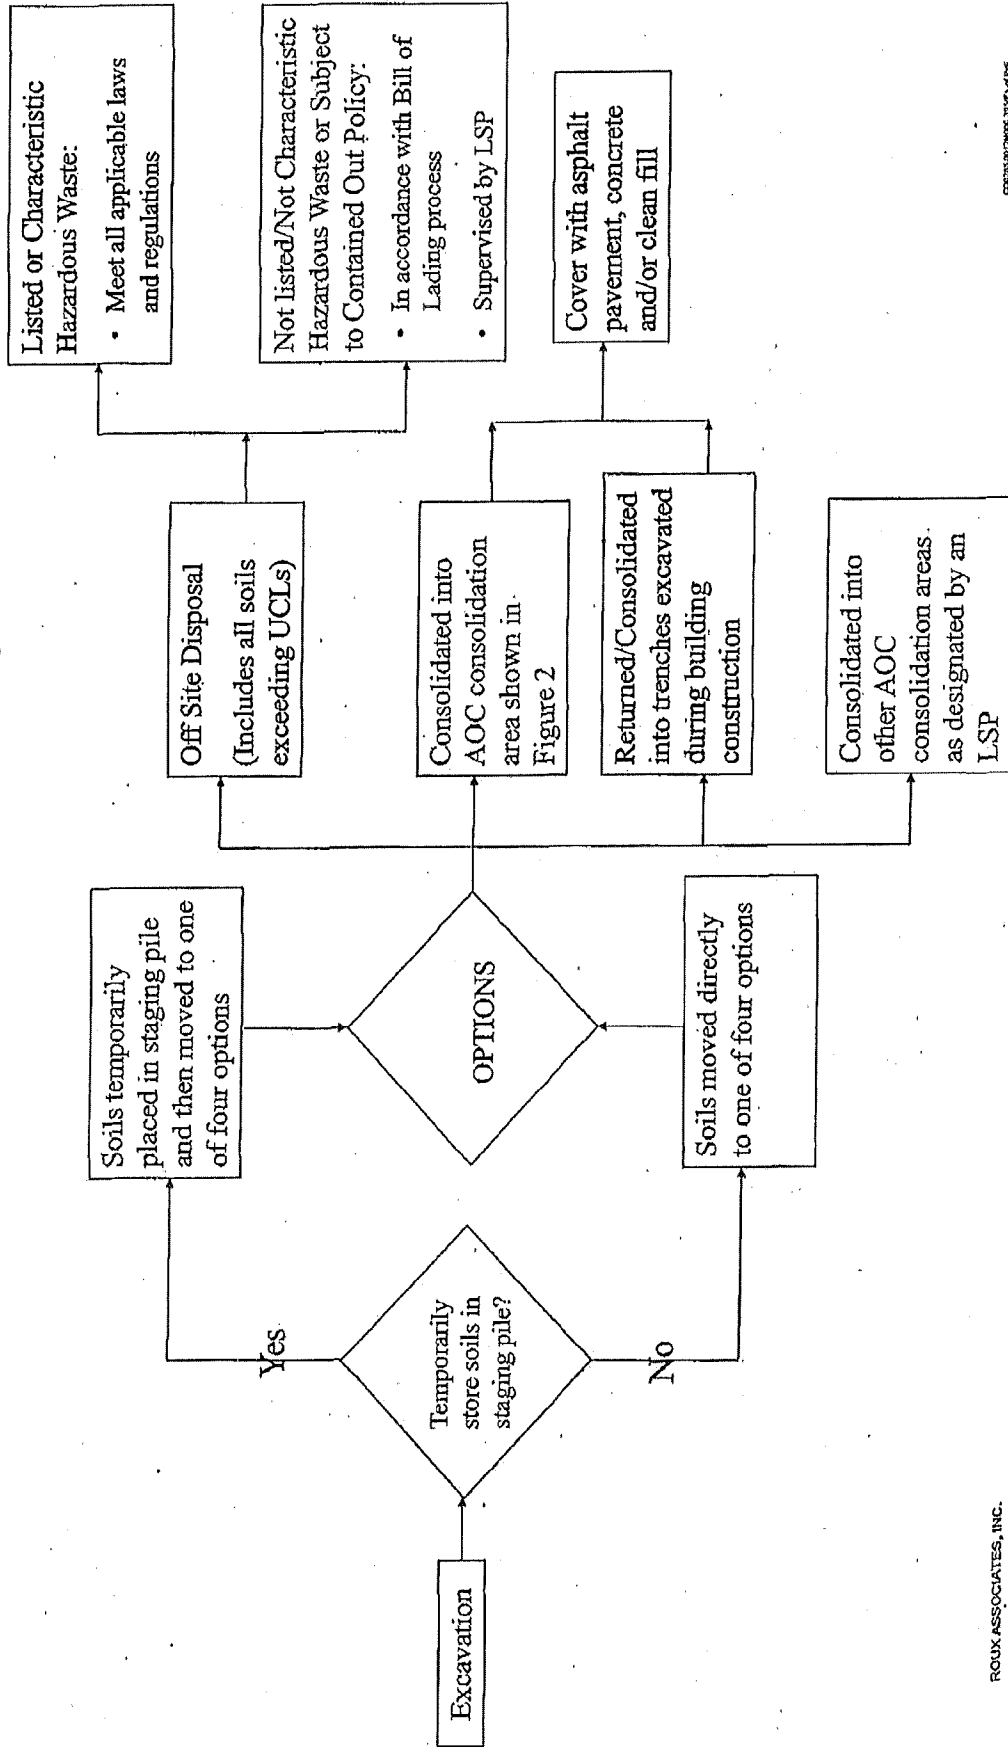 Excavation
Temporarily
store soils in
staging pile?
Yes
No
Soils temporarily
placed in staging pile
and then moved to one
of four options
Soils moved directly
to one of four options
OPTIONS
Off Site Disposal
(Includes all soils
exceeding UCLs)
Consolidated into
AOC consolidation
area shown in
Figure 2
Returned/Consolidated
into trenches excavated
during building
construction
Consolidated into
other AOC
consolidation areas
as designated by an
LSP
Listed or Characteristic
Hazardous Waste:
• Meet all applicable laws
and regulations
Not listed/Not Characteristic
Hazardous Waste or Subject
to Contained Out Policy:
• In accordance with Bill of
Lading process
• Supervised by LSP
Cover with asphalt
pavement, concrete
and/or clean fill
ROUX ASSOCIATES, INC.